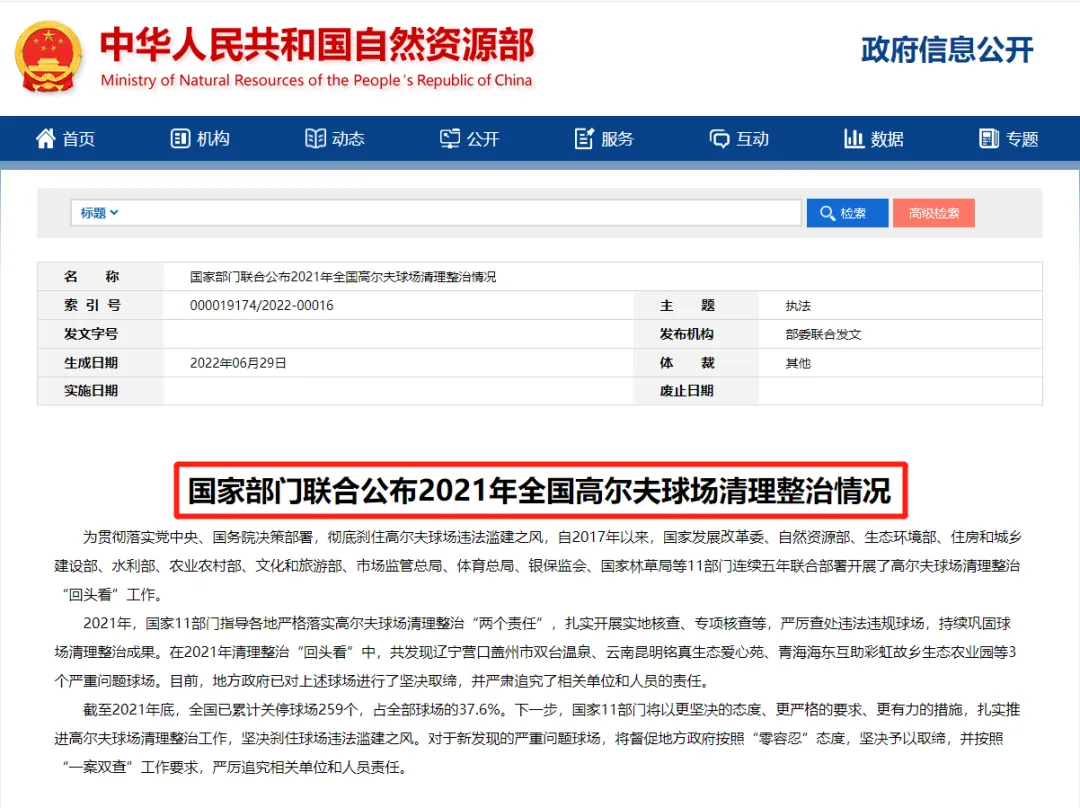 中华人民共和国自然资源部
Ministry of Natural Resources of the People's Republic of China
政府信息公开
首页 机构 动态 公开 服务 互动 数据 专题
标题 检索 高级检索
名 称 国家部门联合公布2021年全国高尔夫球场清理整治情况
索 引 号 000019174/2022-00016 主 题 执法
发文字号 发布机构 部委联合发文
生成日期 2022年06月29日 体 裁 其他
实施日期 废止日期
国家部门联合公布2021年全国高尔夫球场清理整治情况
为贯彻落实党中央、国务院决策部署，彻底刹住高尔夫球场违法滥建之风，自2017年以来，国家发展改革委、自然资源部、生态环境部、住房和城乡
建设部、水利部、农业农村部、文化和旅游部、市场监管总局、体育总局、银保监会、国家林草局等11部门连续五年联合部署开展了高尔夫球场清理整治
“回头看”工作。
2021年，国家11部门指导各地严格落实高尔夫球场清理整治“两个责任”，扎实开展实地核查、专项核查等，严厉查处违法违规球场，持续巩固球
场清理整治成果。在2021年清理整治“回头看”中，共发现辽宁营口盖州市双台温泉、云南昆明铭真生态爱心苑、青海海东互助彩虹故乡生态农业园等3
个严重问题球场。目前，地方政府已对上述球场进行了坚决取缔，并严肃追究了相关单位和人员的责任。
截至2021年底，全国已累计关停球场259个，占全部球场的37.6%。下一步，国家11部门将以更坚决的态度、更严格的要求、更有力的措施，扎实推
进高尔夫球场清理整治工作，坚决刹住球场违法滥建之风。对于新发现的严重问题球场，将督促地方政府按照“零容忍”态度，坚决予以取缔，并按照
“一案双查”工作要求，严厉追究相关单位和人员责任。